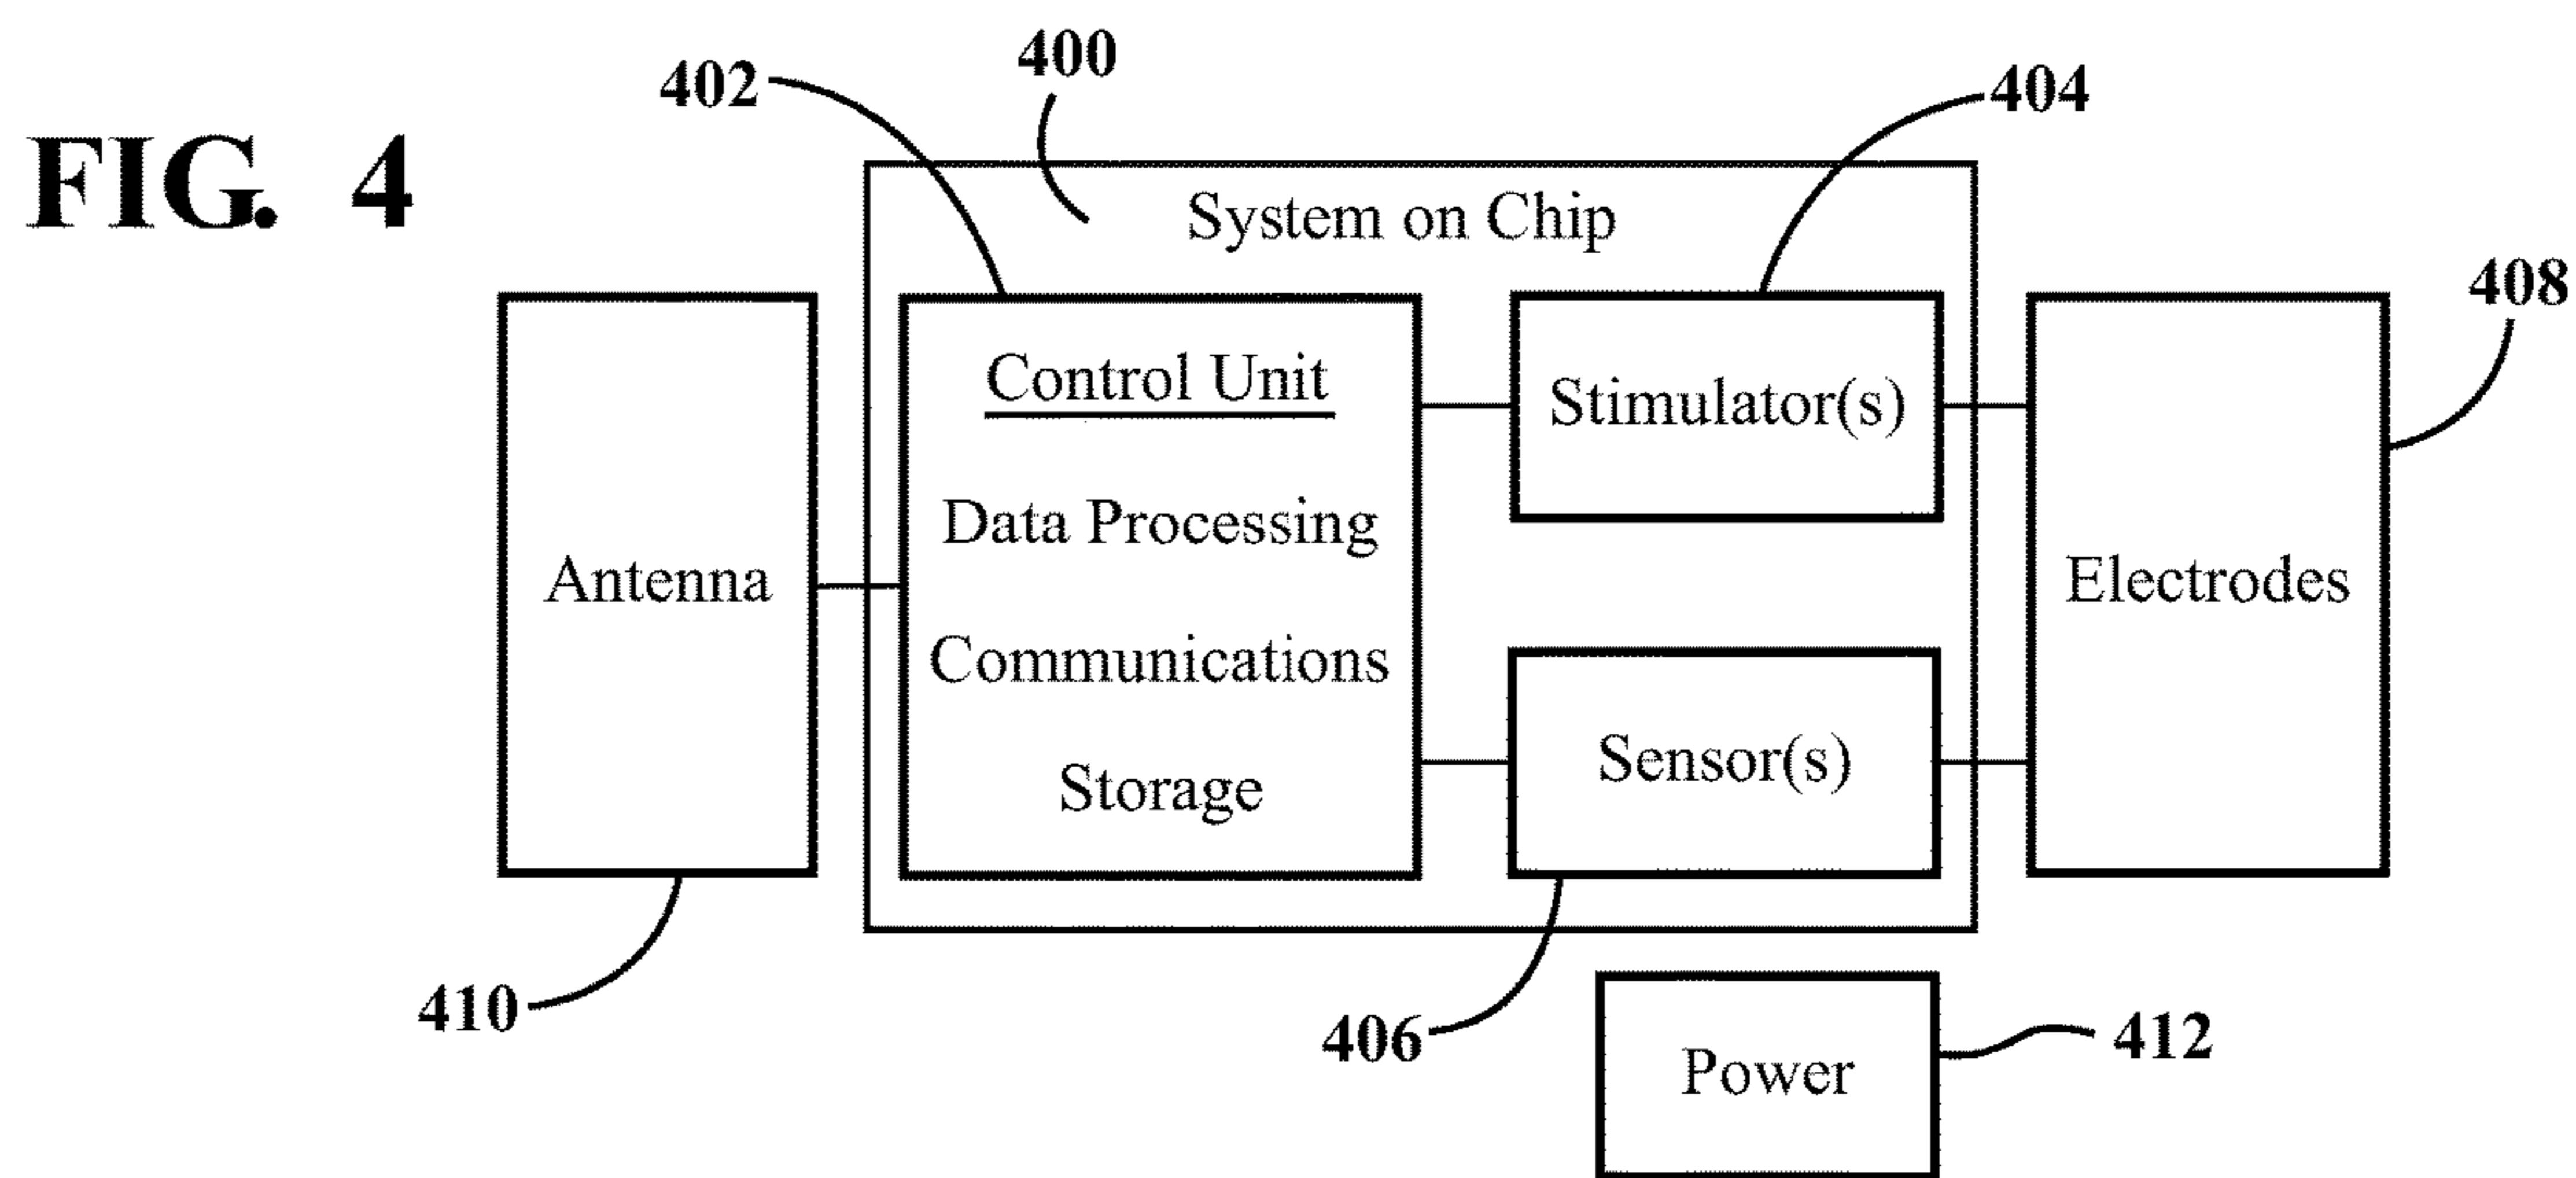 FIG. 4
402
400
404
408
System on Chip
Antenna
Control Unit
Data Processing
Communications
Storage
Stimulator(s)
Sensor(s)
Electrodes
410
406
Power
412